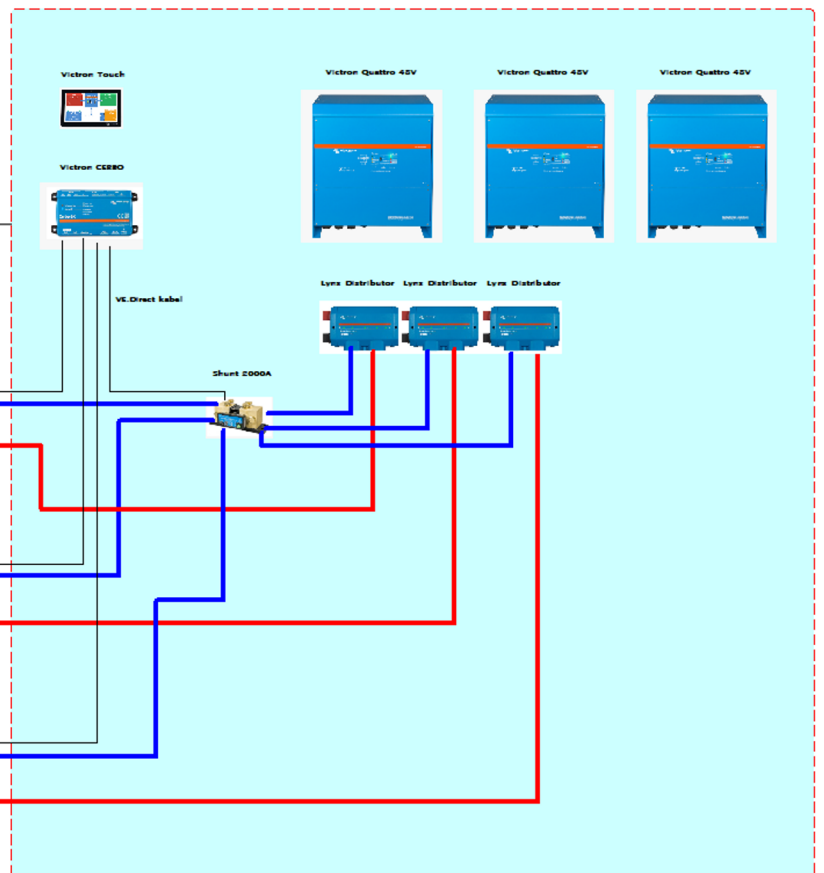 Victron Touch
Victron Quattro 48V
Victron Quattro 48V
Victron Quattro 48V
Victron CERBO
Lynx Distributor
Lynx Distributor
Lynx Distributor
VE.Direct kabel
Shunt 2000A